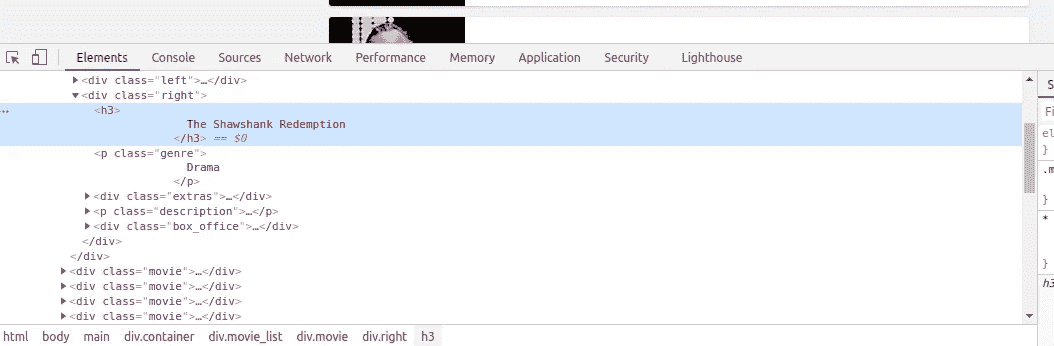 Elements Console Sources Network Performance Memory Application Security Lighthouse
▶<div class="left">…</div>
▼<div class="right">
… <h3>
The Shawshank Redemption
</h3> == $0
<p class="genre">
Drama
</p>
▶<div class="extras">…</div>
▶<p class="description">…</p>
▶<div class="box_office">…</div>
</div>
</div>
▶<div class="movie">…</div>
▶<div class="movie">…</div>
▶<div class="movie">…</div>
▶<div class="movie">…</div>
html body main div.container div.movie_list div.movie div.right h3
S
Fi
el
}
.m
}
*
}
h3